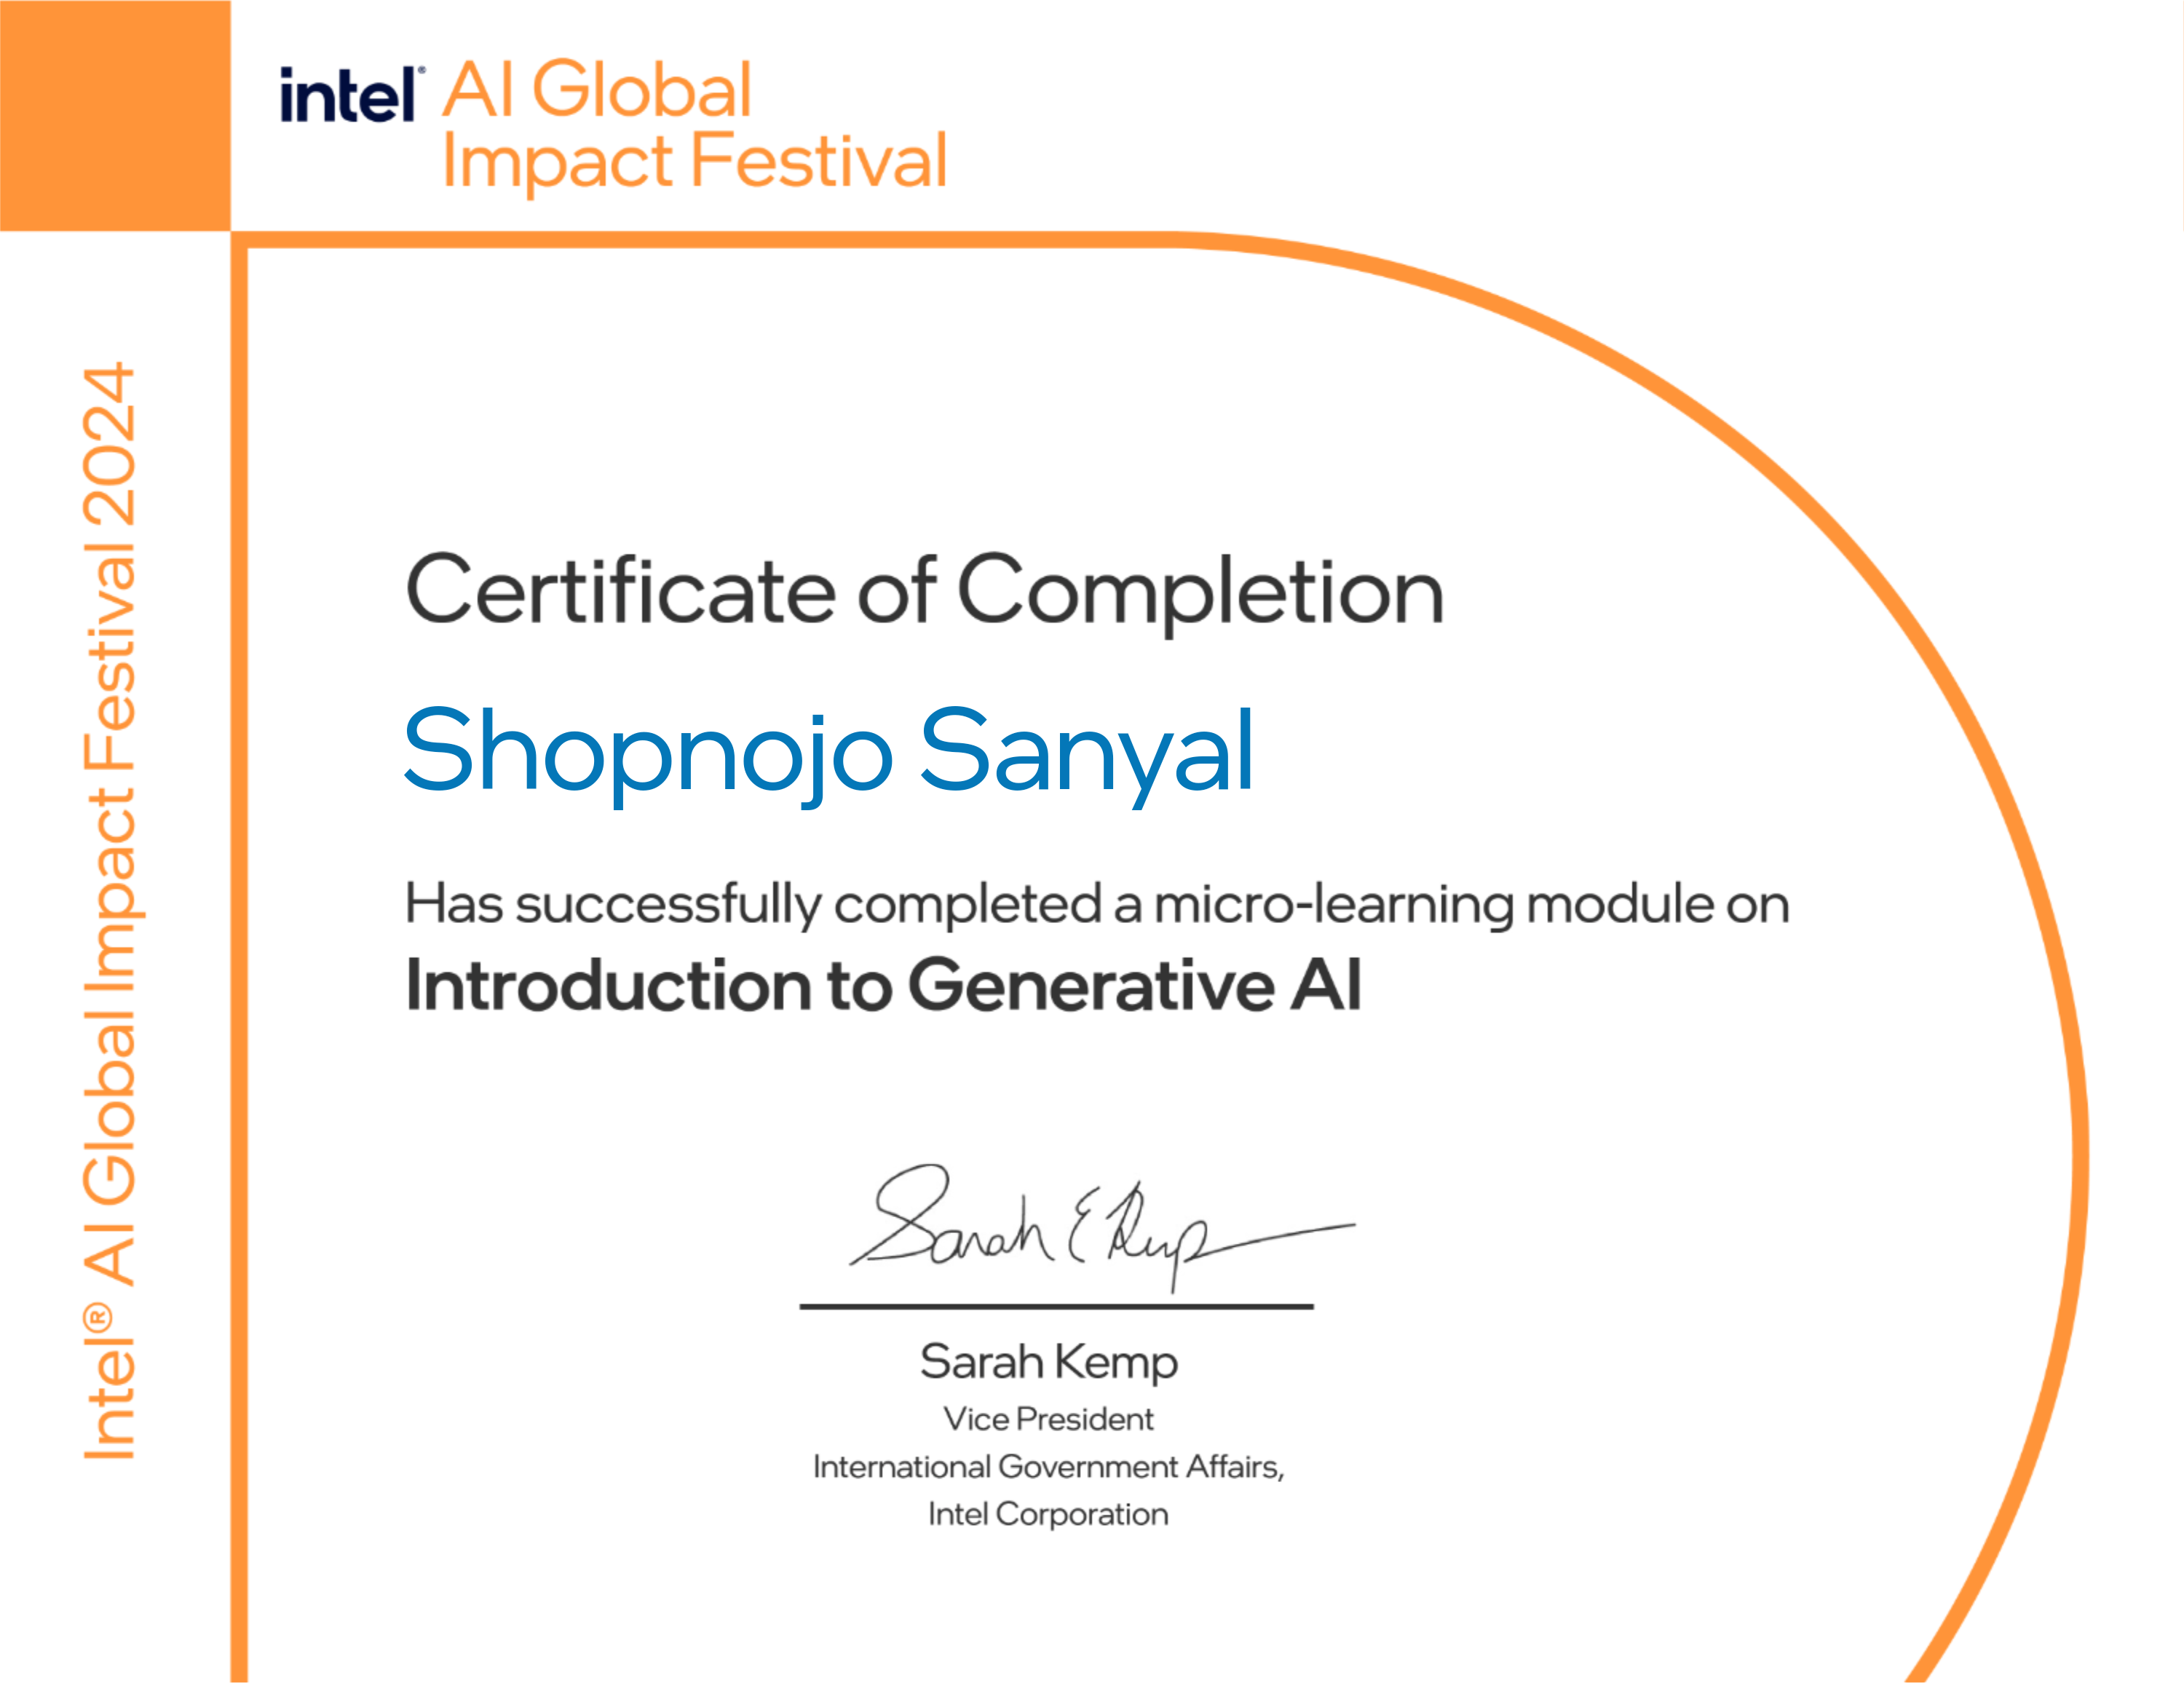 intel® AI Global
Impact Festival
Intel® AI Global Impact Festival 2024
Certificate of Completion
Shopnojo Sanyal
Has successfully completed a micro-learning module on
Introduction to Generative AI
Sarah E Kemp
Sarah Kemp
Vice President
International Government Affairs,
Intel Corporation